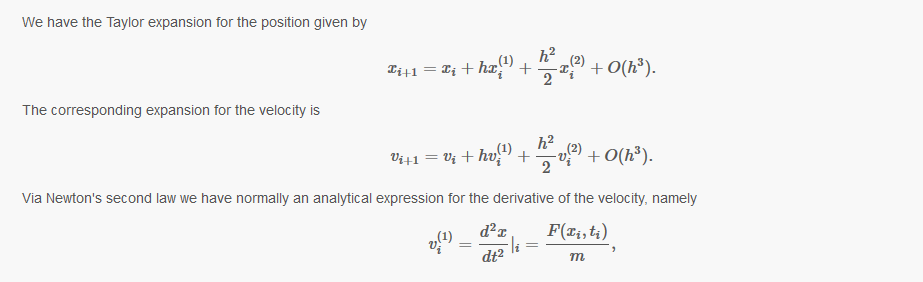 We have the Taylor expansion for the position given by
$x_{i+1} = x_i + hx_i^{(1)} + \frac{h^2}{2}x_i^{(2)} + O(h^3).$
The corresponding expansion for the velocity is
$v_{i+1} = v_i + hv_i^{(1)} + \frac{h^2}{2}v_i^{(2)} + O(h^3).$
Via Newton's second law we have normally an analytical expression for the derivative of the velocity, namely
$v_i^{(1)} = \frac{d^2x}{dt^2}|_i = \frac{F(x_i, t_i)}{m},$